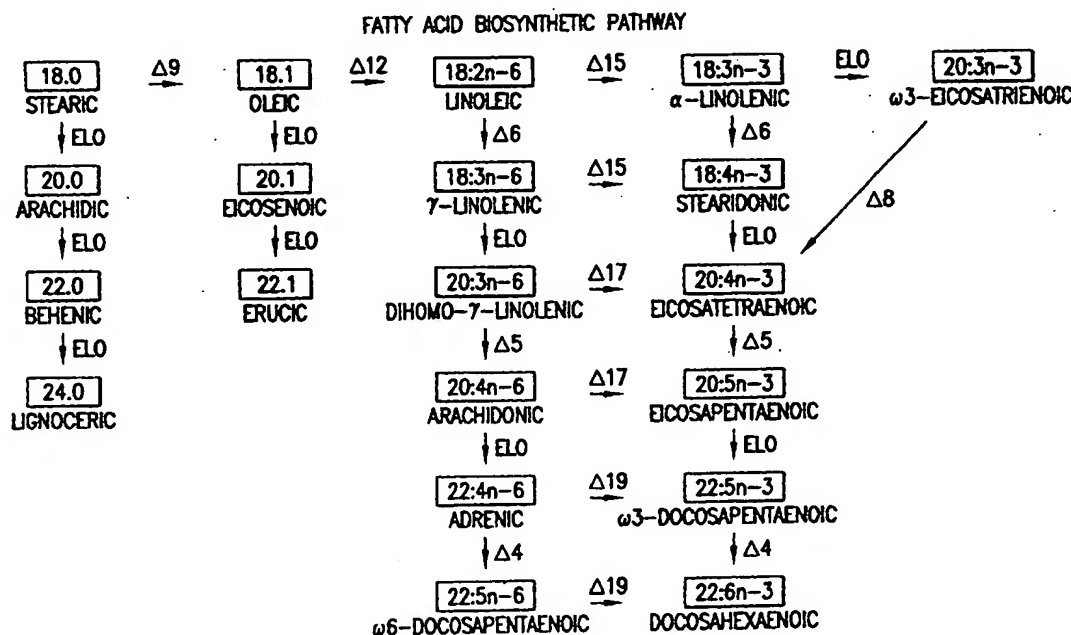 FATTY ACID BIOSYNTHETIC PATHWAY
18.0 Δ9 18.1 Δ12 18:2n-6 Δ15 18:3n-3 ELO 20:3n-3
STEARIC OLEIC LINOLEIC α-LINOLENIC ω3-EICOSATRIENOIC
ELO ELO Δ6 Δ6
20.0 20.1 18:3n-6 Δ15 18:4n-3 Δ8
ARACHIDIC EICOSENOIC γ-LINOLENIC STEARIDONIC
ELO ELO ELO ELO
22.0 22.1 20:3n-6 Δ17 20:4n-3
BEHENIC ERUCIC DIHOMO-γ-LINOLENIC EICOSATETRAENOIC
ELO Δ5 Δ5
24.0 20:4n-6 Δ17 20:5n-3
LIGNOCERIC ARACHIDONIC EICOSAPENTAENOIC
ELO ELO
22:4n-6 Δ19 22:5n-3
ADRENIC ω3-DOCOSAPENTAENOIC
Δ4 Δ4
22:5n-6 Δ19 22:6n-3
ω6-DOCOSAPENTAENOIC DOCOSAHEXAENOIC